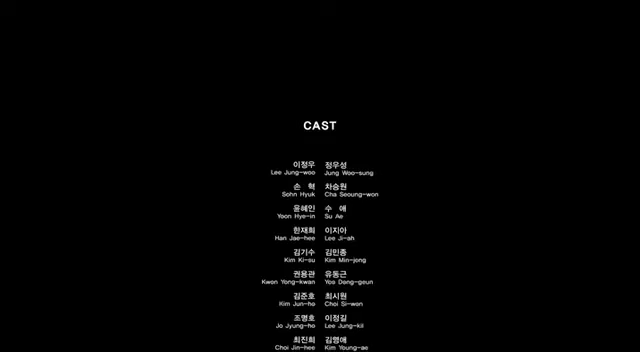 CAST
이정우 정우성
Lee Jung-woo Jung Woo-sung
손 혁 차승원
Sohn Hyuk Cha Seoung-won
윤혜인 수 애
Yoon Hye-in Su Ae
한재희 이지아
Han Jae-hee Lee Ji-ah
김기수 김민종
Kim Ki-su Kim Min-jong
권용관 유동근
Kwon Yong-kwan Yoo Dong-geun
김준호 최시원
Kim Jun-ho Choi Si-won
조명호 이정길
Jo Jyung-ho Lee Jung-kil
최진희 김영애
Choi Jin-hee Kim Young-ae